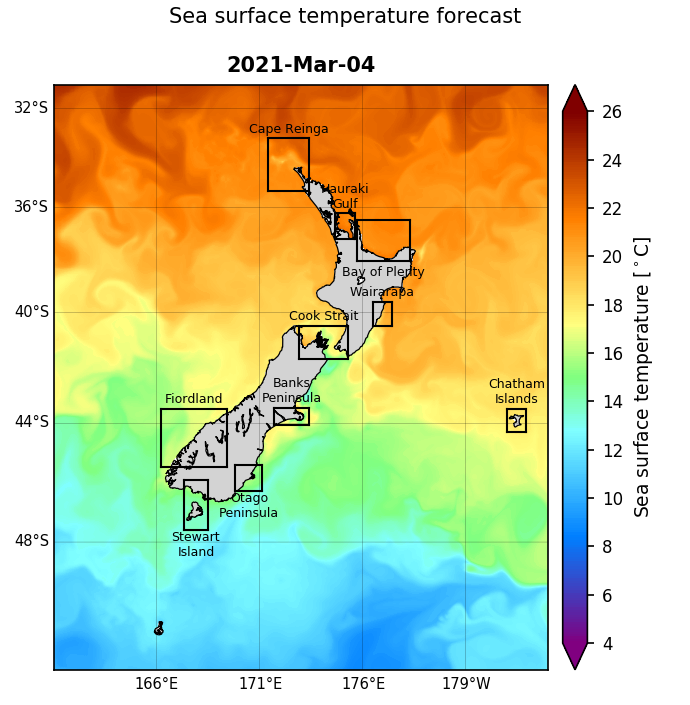 Sea surface temperature forecast
2021-Mar-04
32°S
36°S
40°S
44°S
48°S
Cape Reinga
Hauraki
Gulf
Bay of Plenty
Wairarapa
Cook Strait
Banks
Peninsula
Fiordland
Chatham
Islands
Otago
Peninsula
Stewart
Island
166°E
171°E
176°E
179°W
26
24
22
20
18
16
14
12
10
8
6
4
Sea surface temperature [°C]